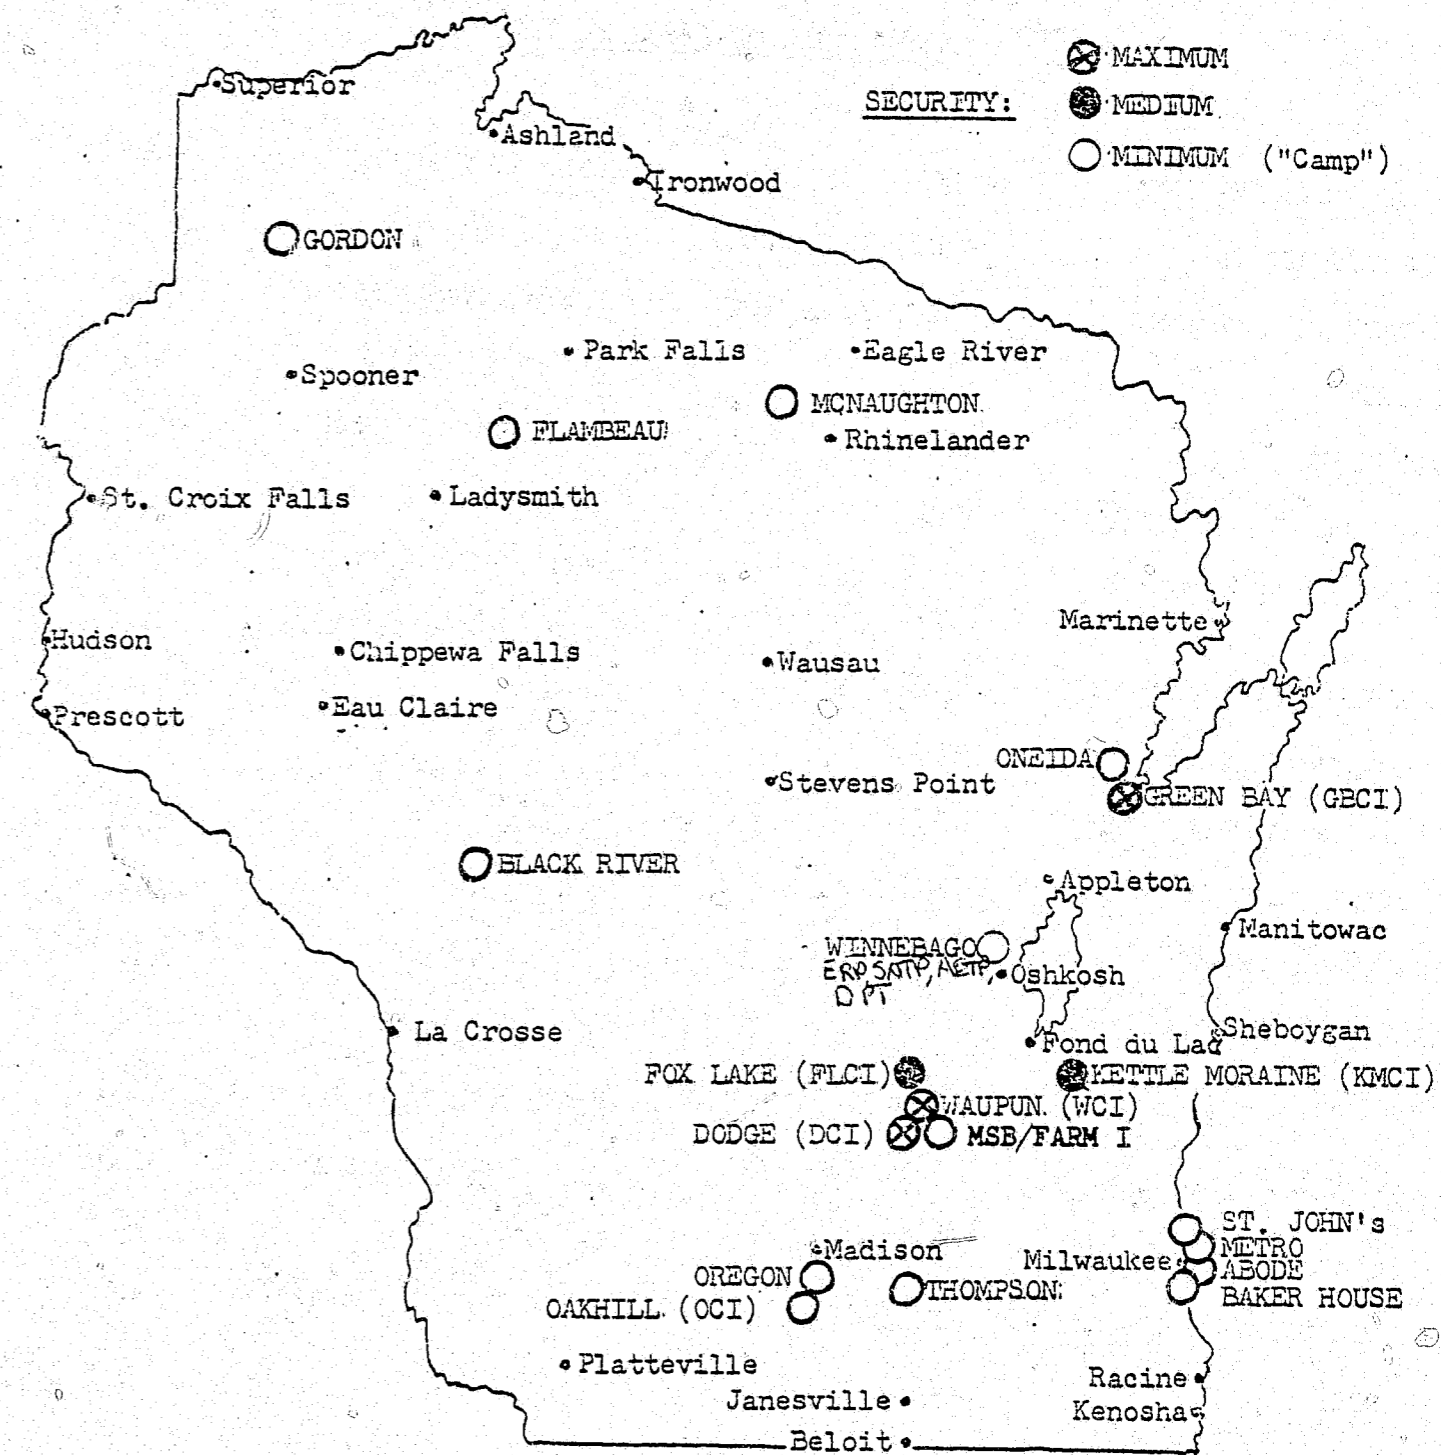 MAXIMUM
SECURITY:
MEDIUM
MINIMUM ("Camp")
Superior
Ashland
Ironwood
GORDON
Park Falls
Eagle River
Spooner
MCNAUGHTON
FLAMBEAU
Rhinelander
St. Croix Falls
Ladysmith
Marinette
Hudson
Chippewa Falls
Wausau
Prescott
Eau Claire
ONEIDA
Stevens Point
GREEN BAY (GBCI)
BLACK RIVER
Appleton
Manitowac
WINNEBAGO
ERP, SATP, ACTP,
DPT
Oshkosh
La Crosse
Sheboygan
Fond du Lac
FOX LAKE (FLCI)
KETTLE MORAINE (KMCI)
WAUPUN. (WCI)
DODGE (DCI)
MSB/FARM I
ST. JOHN's
METRO
Madison
Milwaukee
ABODE
OREGON
THOMPSON
BAKER HOUSE
OAKHILL. (OCI)
Platteville
Racine
Janesville
Kenosha
Beloit